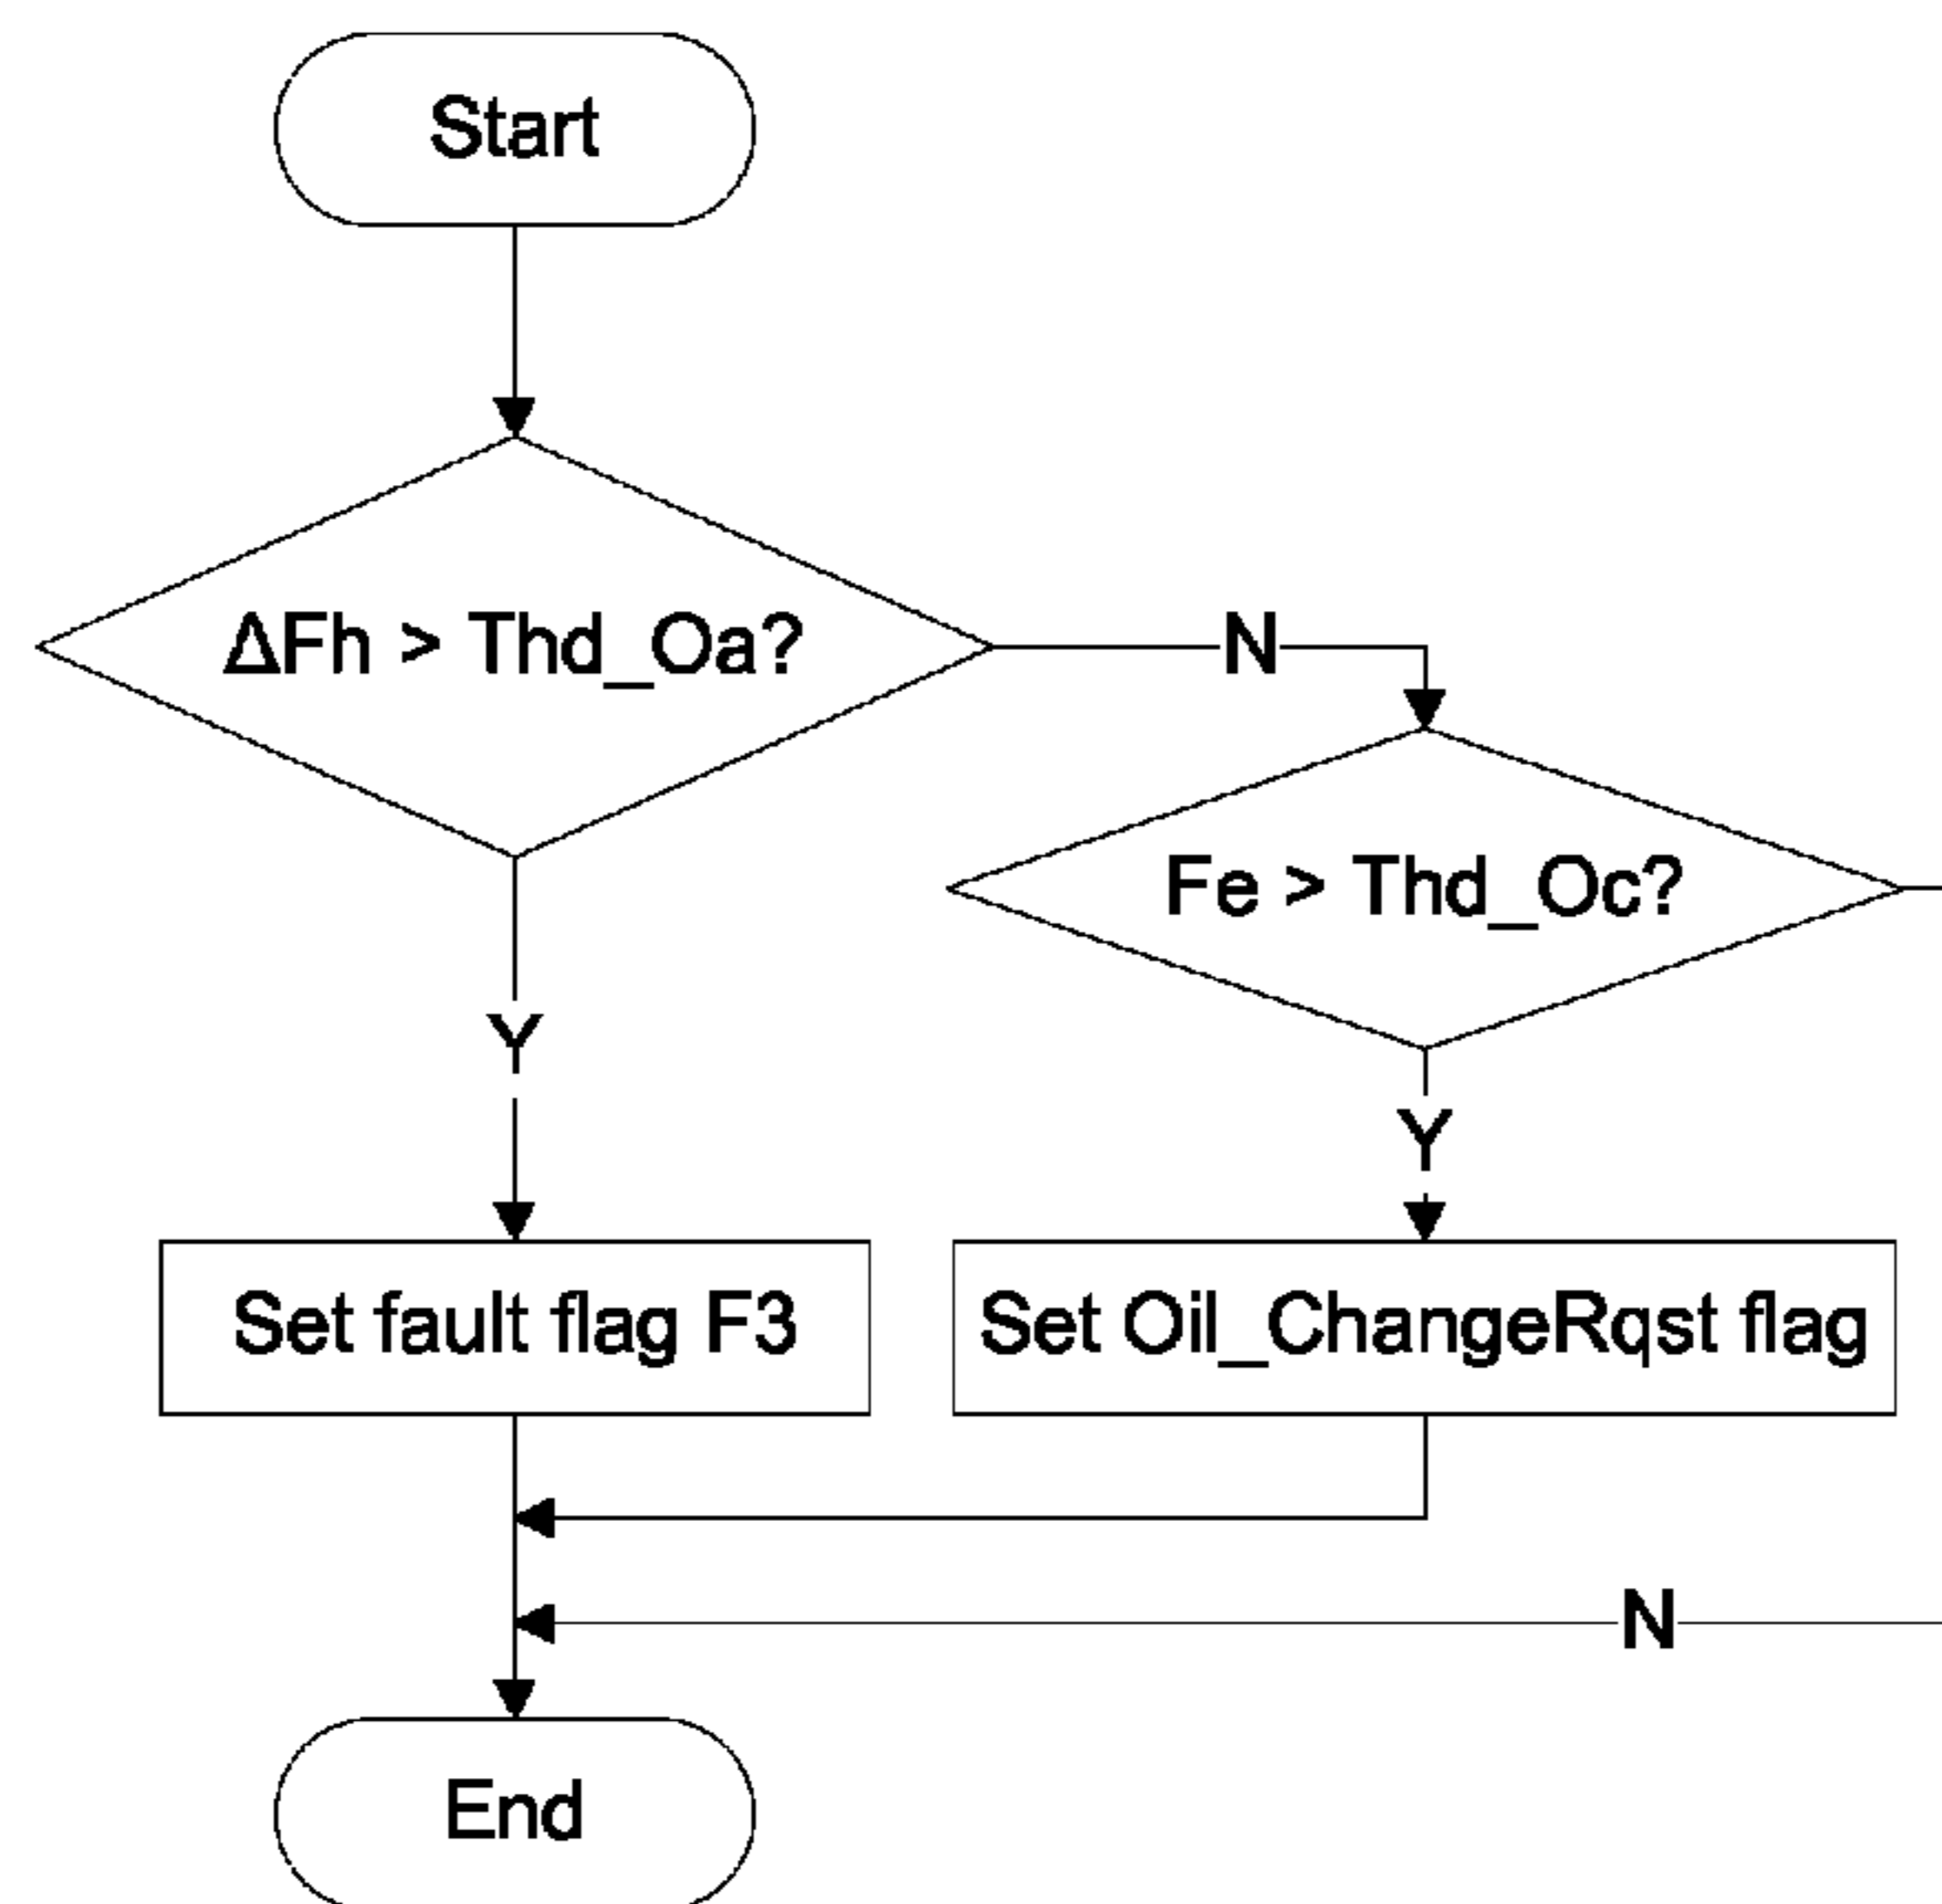 Start
ΔFh > Thd_Oa?
N
Fe > Thd_Oc?
Y
Y
Set fault flag F3
Set Oil_ChangeRqst flag
N
End